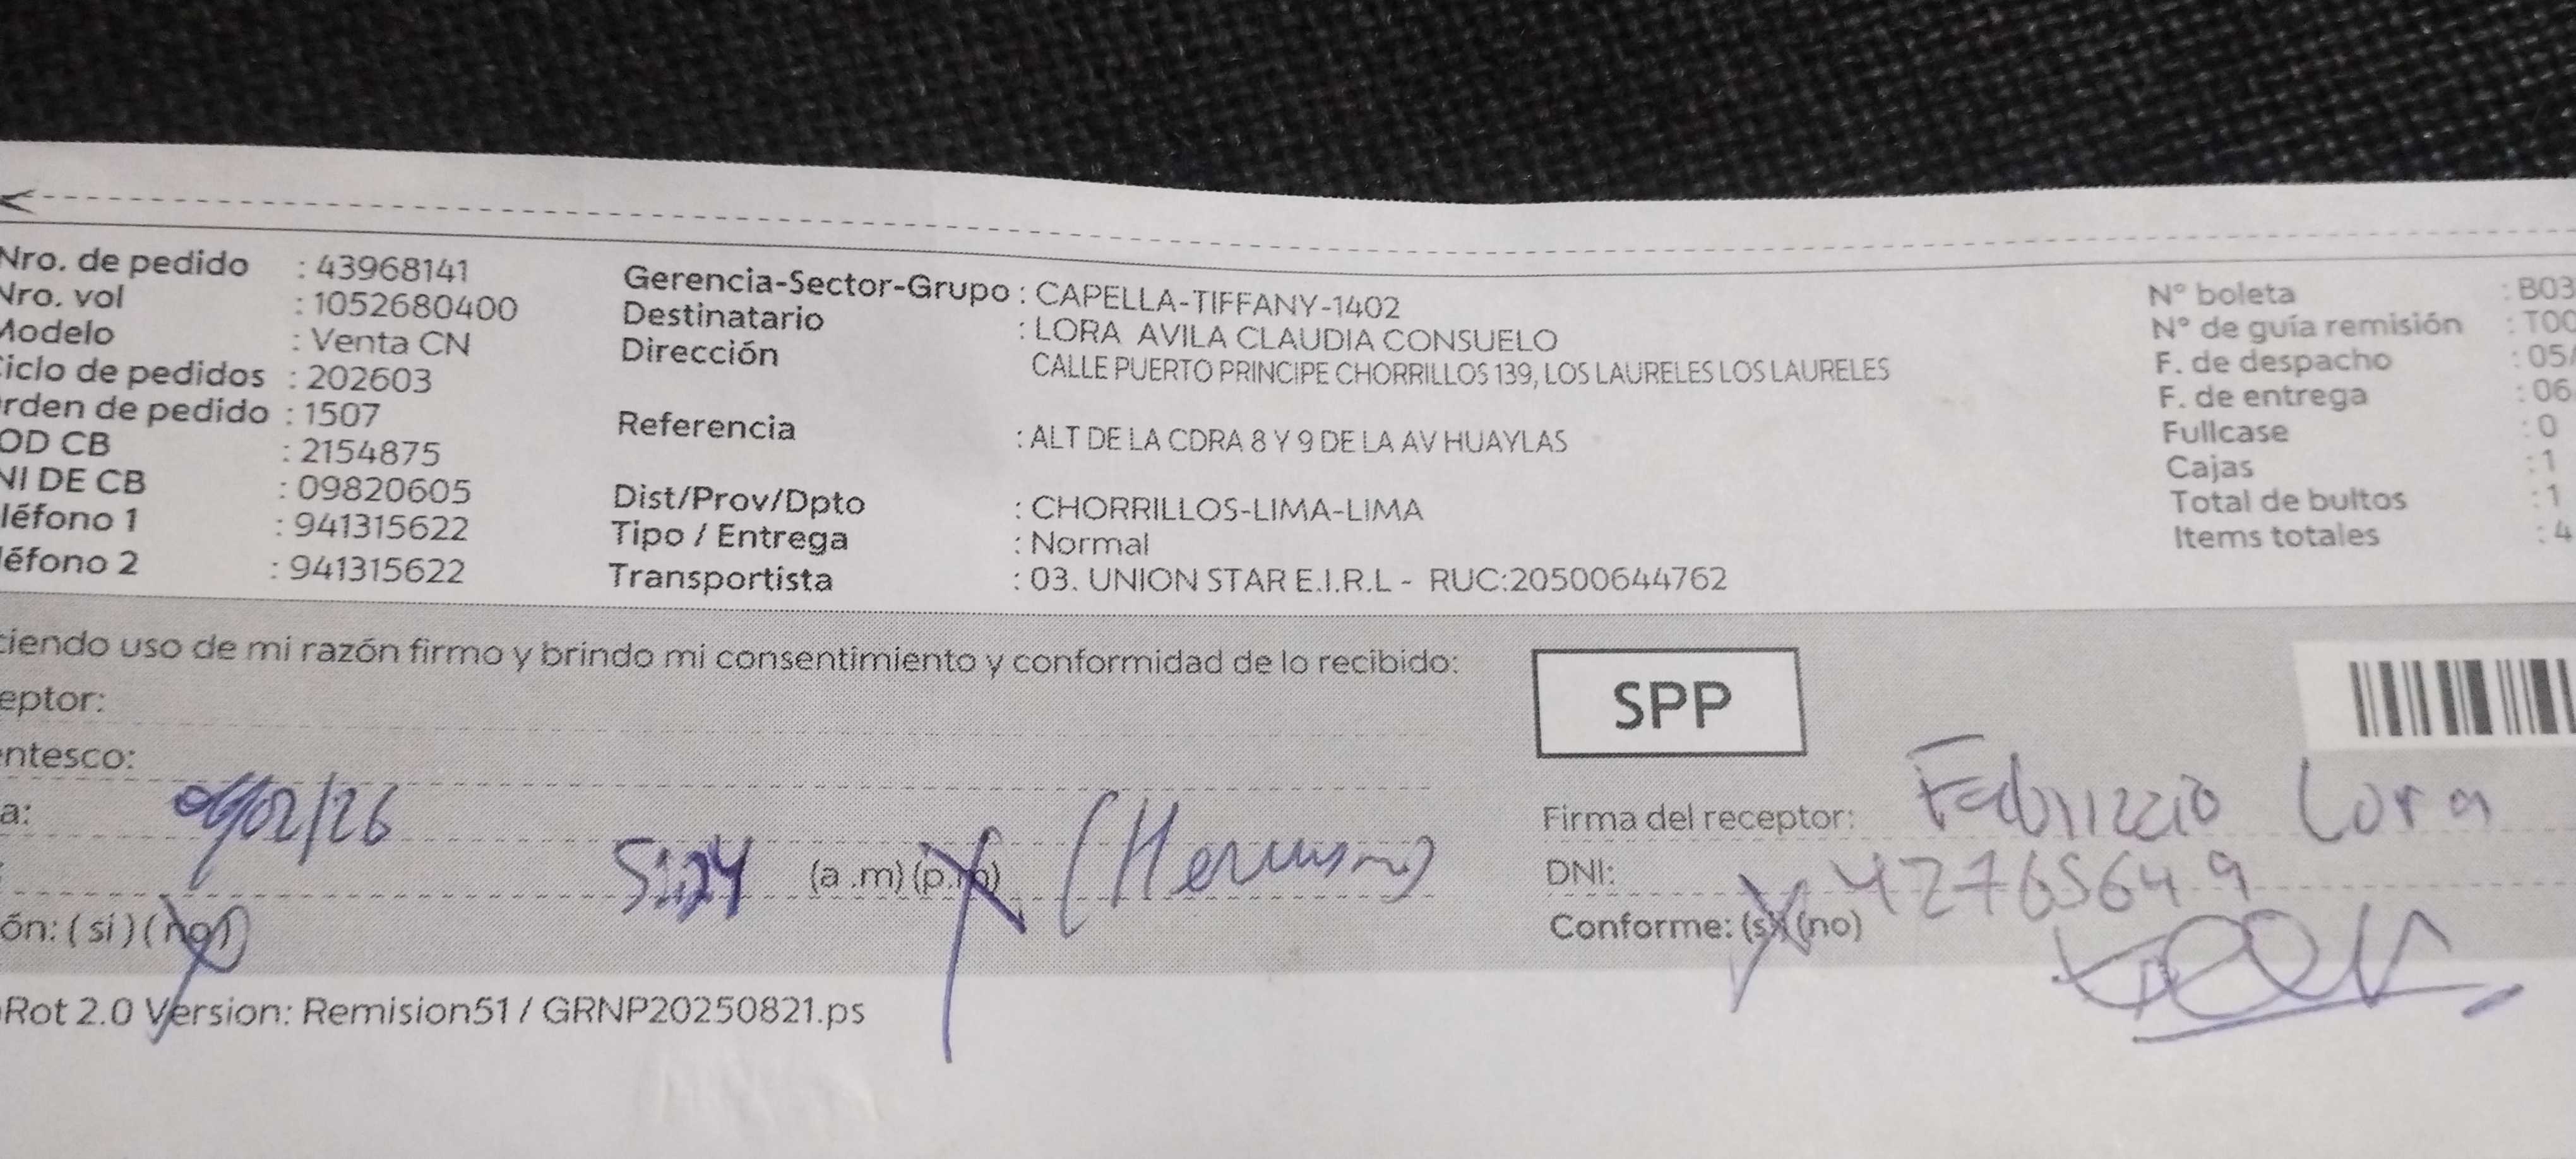 Nro. de pedido : 43968141
Nro. vol : 1052680400
Modelo : Venta CN
iclo de pedidos : 202603
rden de pedido : 1507
OD CB : 2154875
NI DE CB : 09820605
léfono 1 : 941315622
éfono 2 : 941315622
Gerencia-Sector-Grupo : CAPELLA-TIFFANY-1402
Destinatario : LORA AVILA CLAUDIA CONSUELO
Dirección CALLE PUERTO PRINCIPE CHORRILLOS 139, LOS LAURELES LOS LAURELES
Referencia : ALT DE LA CDRA 8 Y 9 DE LA AV HUAYLAS
Dist/Prov/Dpto : CHORRILLOS-LIMA-LIMA
Tipo / Entrega : Normal
Transportista : 03. UNION STAR E.I.R.L - RUC:20500644762
N° boleta : B03
N° de guía remisión : T00
F. de despacho : 05/
F. de entrega : 06
Fullcase : 0
Cajas : 1
Total de bultos : 1
Items totales : 4
ciendo uso de mi razón firmo y brindo mi consentimiento y conformidad de lo recibido:
eptor:
entesco:
a: /02/26
(a .m) (p.m) (Hermano)
ón: ( si ) ( no )
SPP
Firma del receptor: Fabrizzio Lora
DNI: 42765649
Conforme: (si) (no)
Rot 2.0 Version: Remision51 / GRNP20250821.ps